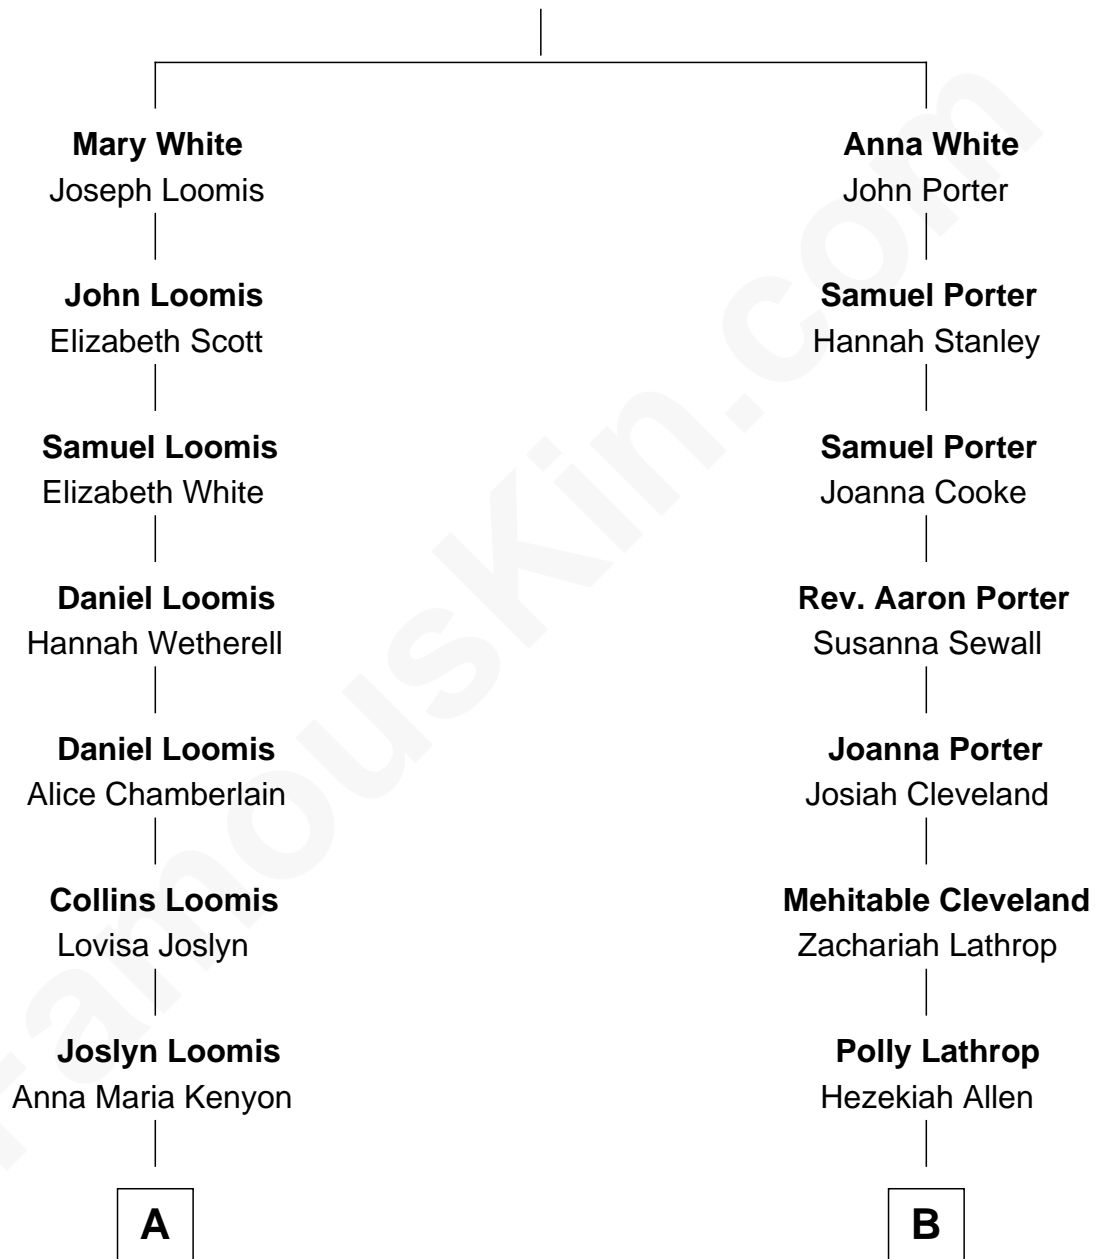 Mary White
Joseph Loomis
John Loomis
Elizabeth Scott
Samuel Loomis
Elizabeth White
Daniel Loomis
Hannah Wetherell
Daniel Loomis
Alice Chamberlain
Collins Loomis
Lovisa Joslyn
Joslyn Loomis
Anna Maria Kenyon
A
Anna White
John Porter
Samuel Porter
Hannah Stanley
Samuel Porter
Joanna Cooke
Rev. Aaron Porter
Susanna Sewall
Joanna Porter
Josiah Cleveland
Mehitable Cleveland
Zachariah Lathrop
Polly Lathrop
Hezekiah Allen
B
FamousKin.com